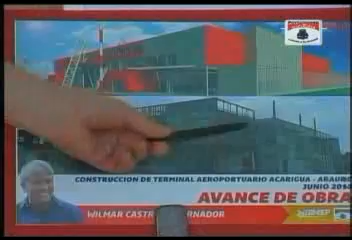 CONSTRUCCION DE TERMINAL AEROPORTUARIO ACARIGUA - ARAURE
JUNIO 2014
AVANCE DE OBRA
WILMAR CASTR RNADOR